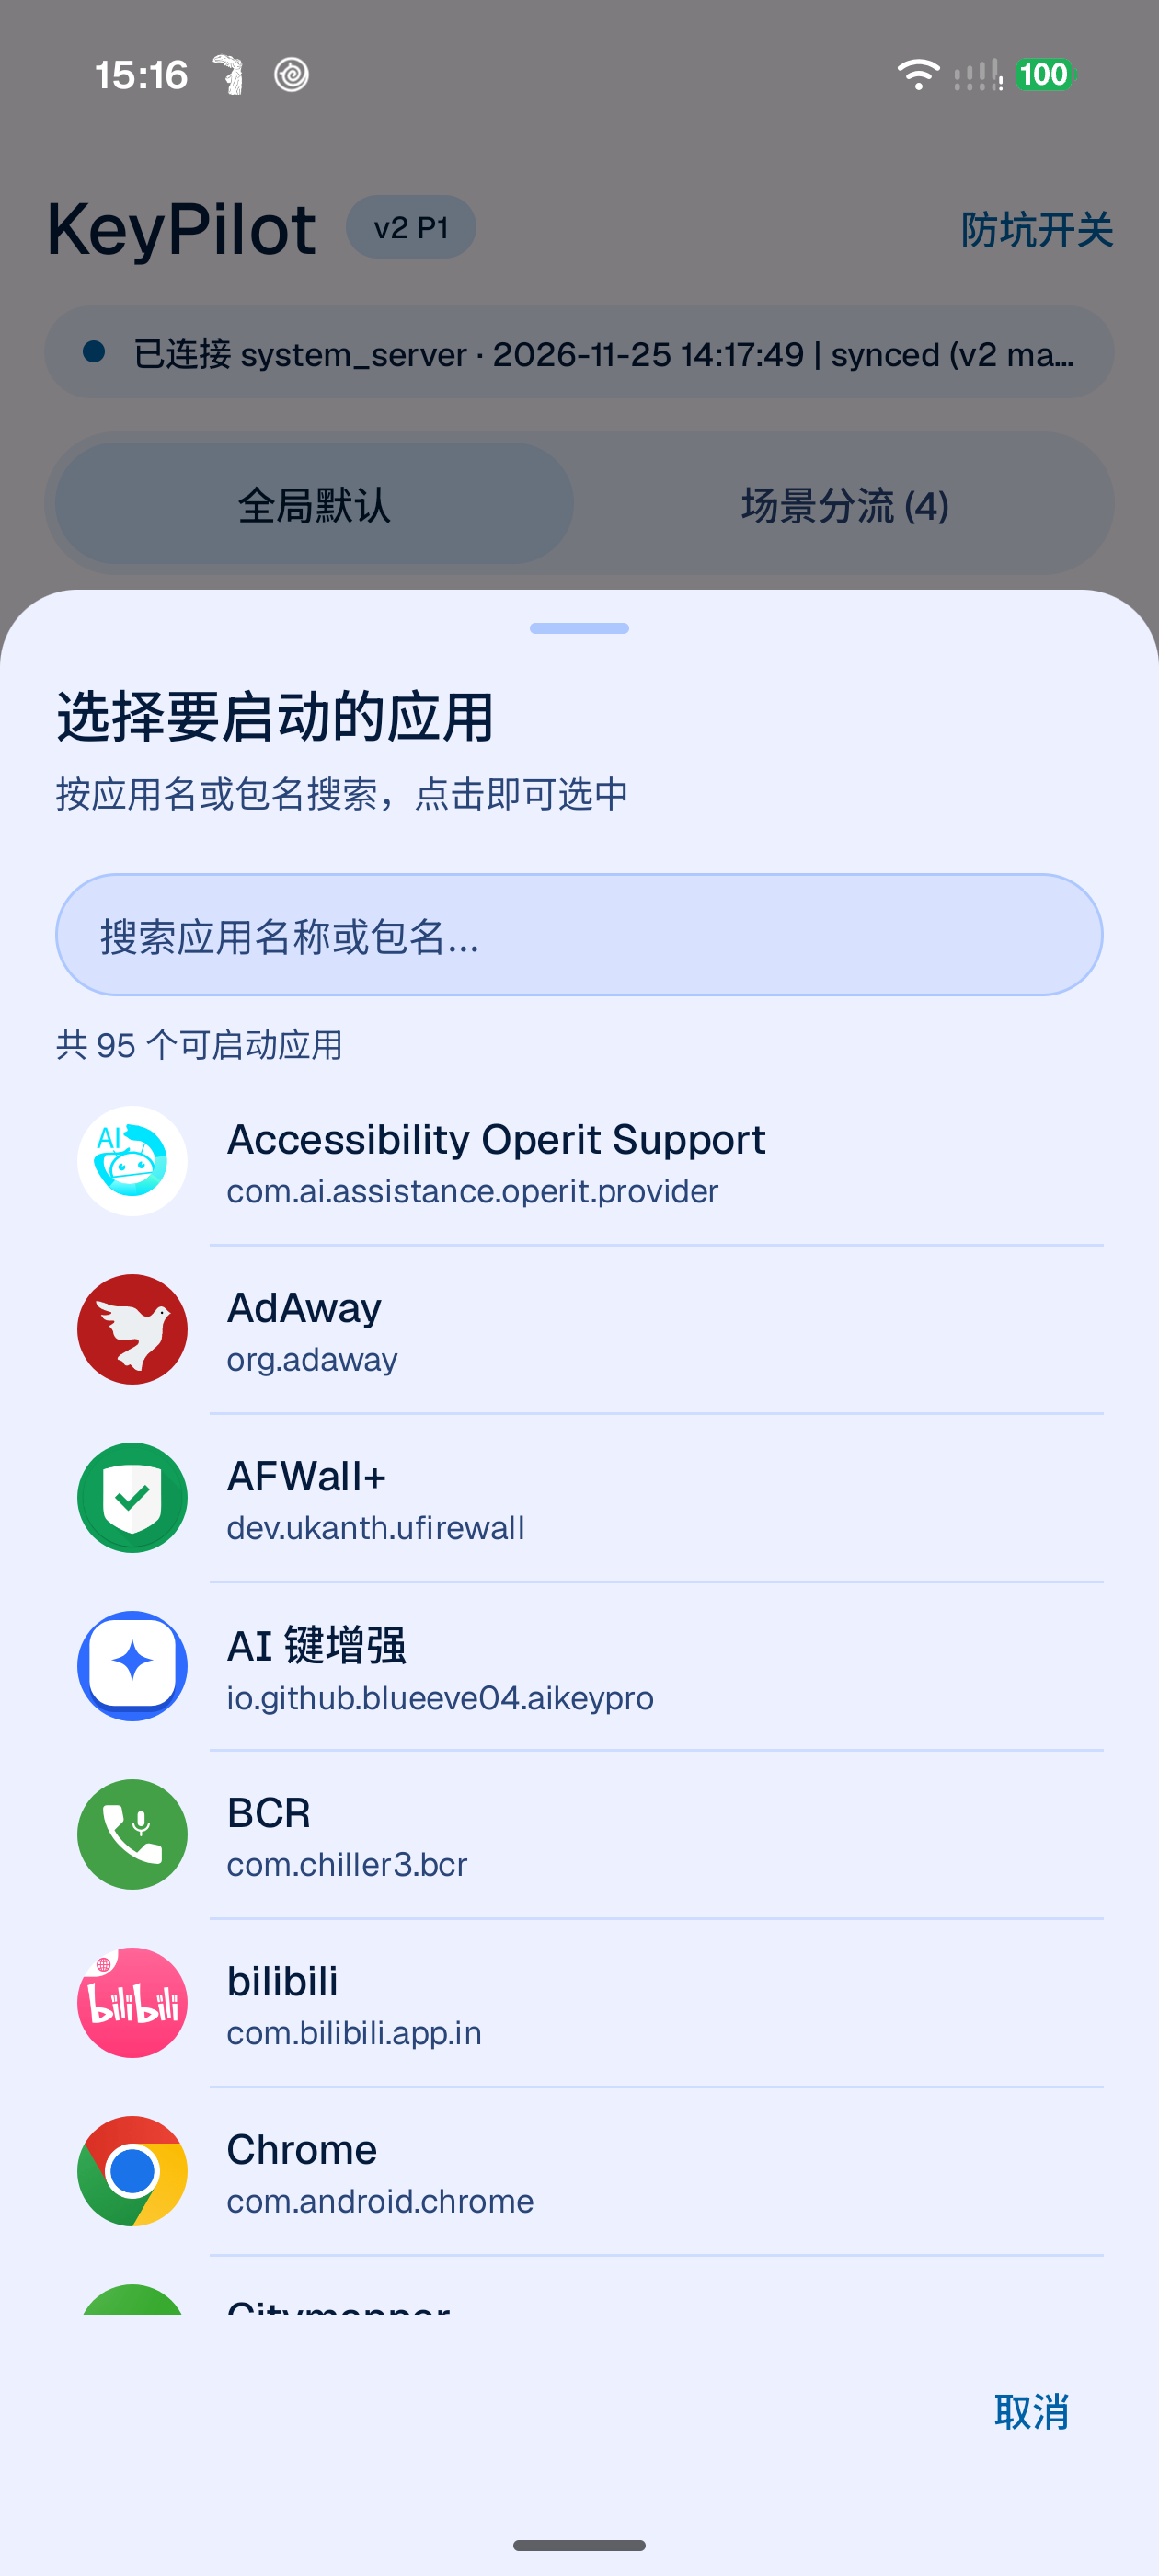 15:16
100
KeyPilot
v2 P1
防坑开关
已连接 system_server · 2026-11-25 14:17:49 | synced (v2 ma...
全局默认
场景分流 (4)
选择要启动的应用
按应用名或包名搜索，点击即可选中
搜索应用名称或包名...
共 95 个可启动应用
AI
Accessibility Operit Support
com.ai.assistance.operit.provider
AdAway
org.adaway
AFWall+
dev.ukanth.ufirewall
AI 键增强
io.github.blueeve04.aikeypro
BCR
com.chiller3.bcr
bilibili
bilibili
com.bilibili.app.in
Chrome
com.android.chrome
Citymapper
取消